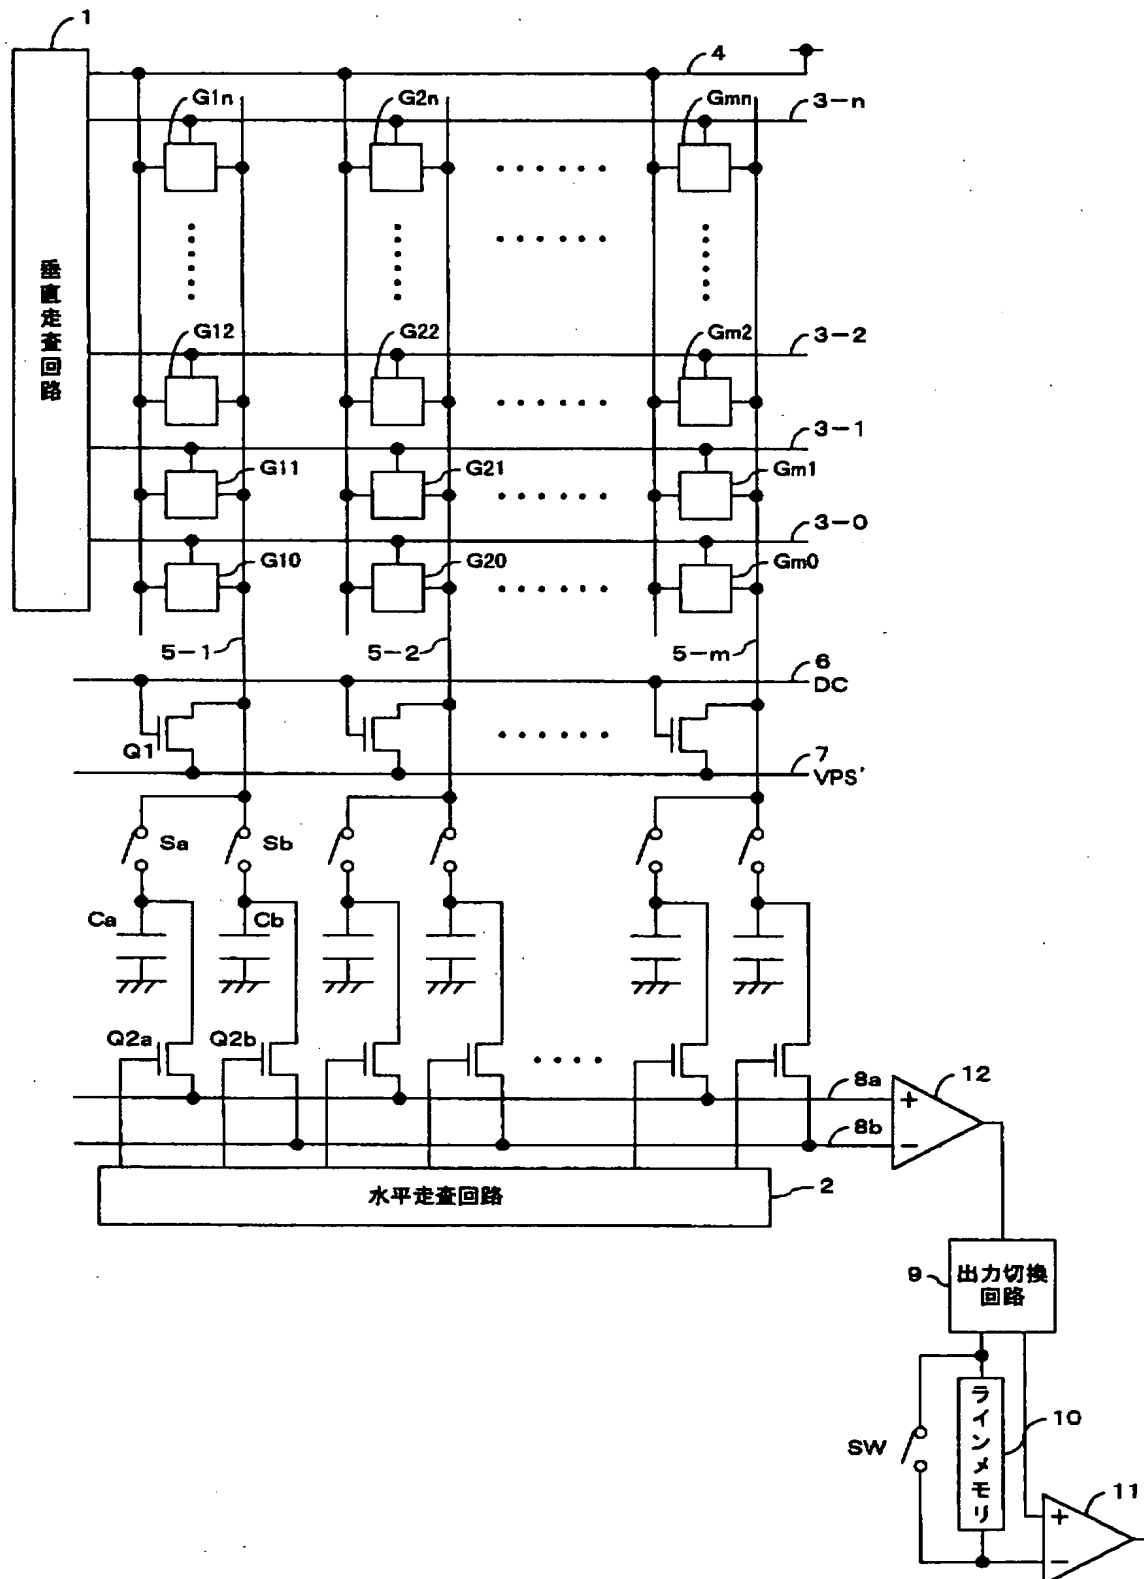 1
4
G1n
G2n
Gmn
3-n
垂直走査回路
G12
G22
Gm2
3-2
3-1
G11
G21
Gm1
3-0
G10
G20
Gm0
5-1
5-2
5-m
6
DC
Q1
7
VPS'
Sa
Sb
Ca
Cb
Q2a
Q2b
8a
12
+
8b
−
水平走査回路
2
9
出力切換
回路
ラインメモリ
10
SW
11
+
−